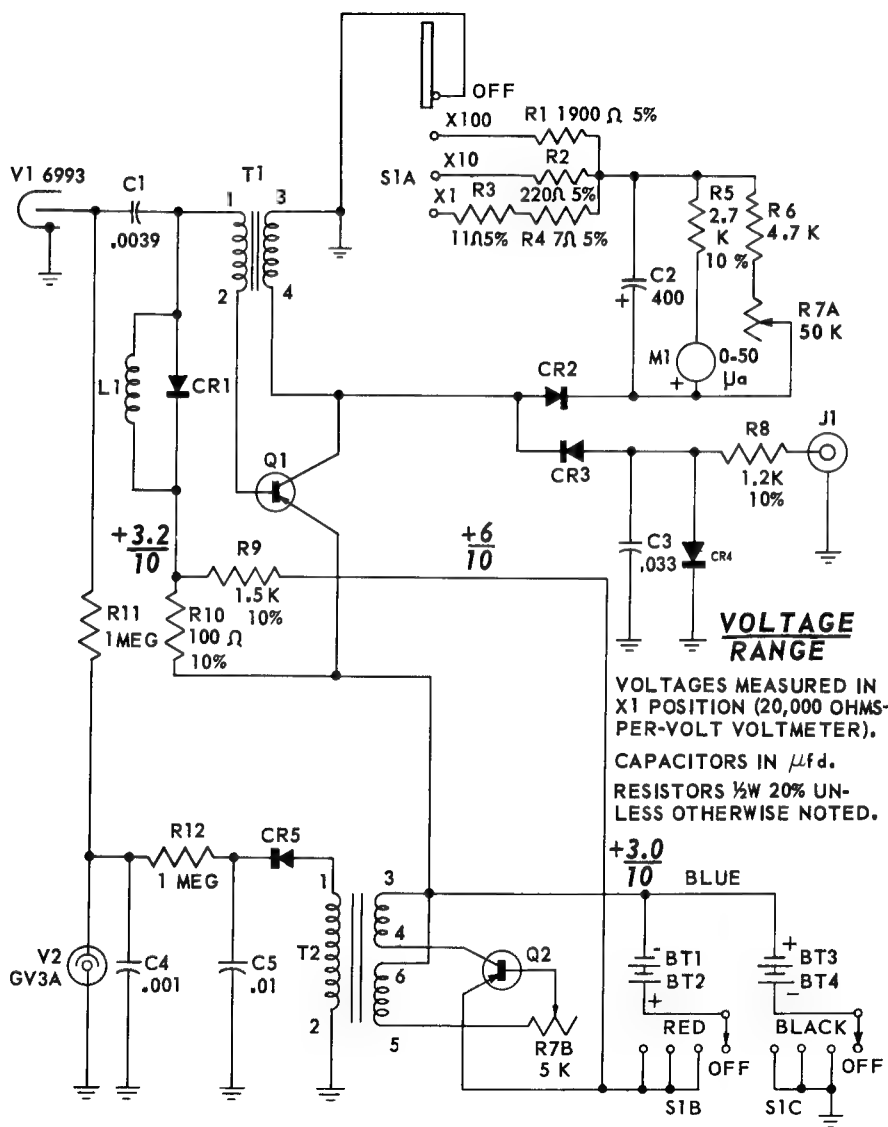 OFF
X100
R1 1900 Ω 5%
V1 6993
C1
.0039
T1
1
3
2
4
S1A
X10
R2
220Ω 5%
X1
R3
11Ω5%
R4 7Ω 5%
R5
2.7
K
10 %
R6
4.7 K
C2
+
400
R7A
50 K
M1
+
0-50
μa
L1
CR1
CR2
J1
Q1
CR3
R8
1.2K
10%
+3.2
10
+6
10
R9
1.5 K
10%
C3
.033
CR4
R11
1 MEG
R10
100 Ω
10%
VOLTAGE
RANGE
VOLTAGES MEASURED IN
X1 POSITION (20,000 OHMS-
PER-VOLT VOLTMETER).
CAPACITORS IN μfd.
RESISTORS ½W 20% UN-
LESS OTHERWISE NOTED.
R12
1 MEG
CR5
+3.0
10
BLUE
1
3
T2
4
6
2
5
Q2
V2
GV3A
C4
.001
C5
.01
-
BT1
BT2
+
+
BT3
BT4
-
RED
BLACK
R7B
5 K
OFF
OFF
S1B
S1C